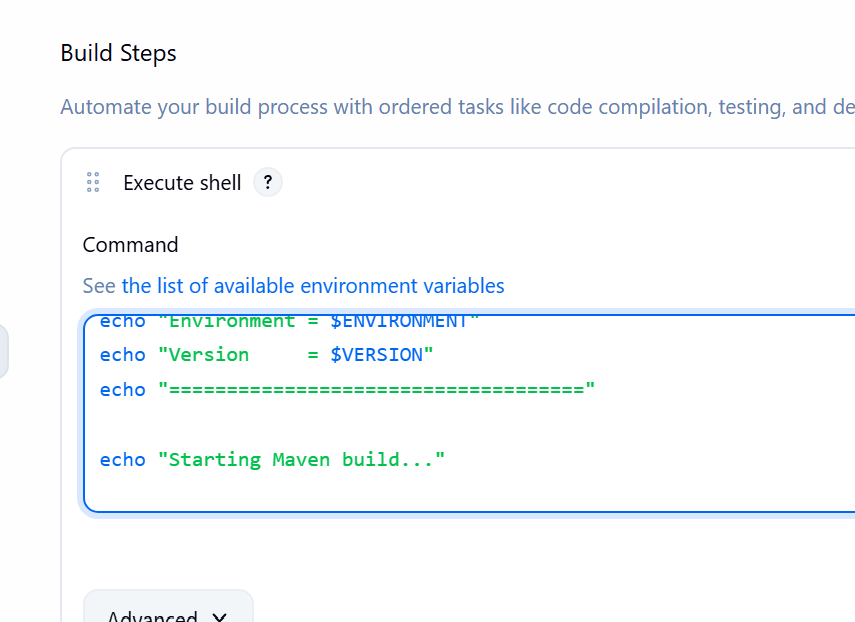 Build Steps
Automate your build process with ordered tasks like code compilation, testing, and de
Execute shell ?
Command
See the list of available environment variables
echo "Environment = $ENVIRONMENT"
echo "Version     = $VERSION"
echo "===================================="
echo "Starting Maven build..."
Advanced